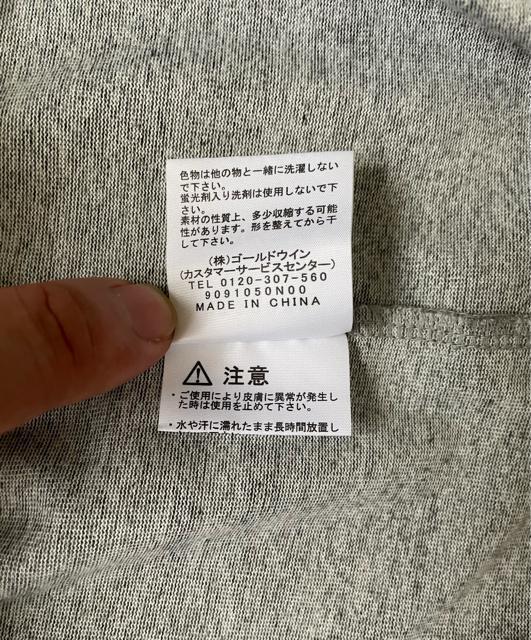 色物は他の物と一緒に洗濯しない
で下さい。
蛍光剤入り洗剤は使用しないで下
さい。
素材の性質上、多少収縮する可能
性があります。形を整えてから干
して下さい。
(株)ゴールドウイン
(カスタマーサービスセンター)
TEL 0120-307-560
9091050N00
MADE IN CHINA
⚠ 注意
・ご使用により皮膚に異常が発生し
た時は使用を止めて下さい。
・水や汗に濡れたまま長時間放置し